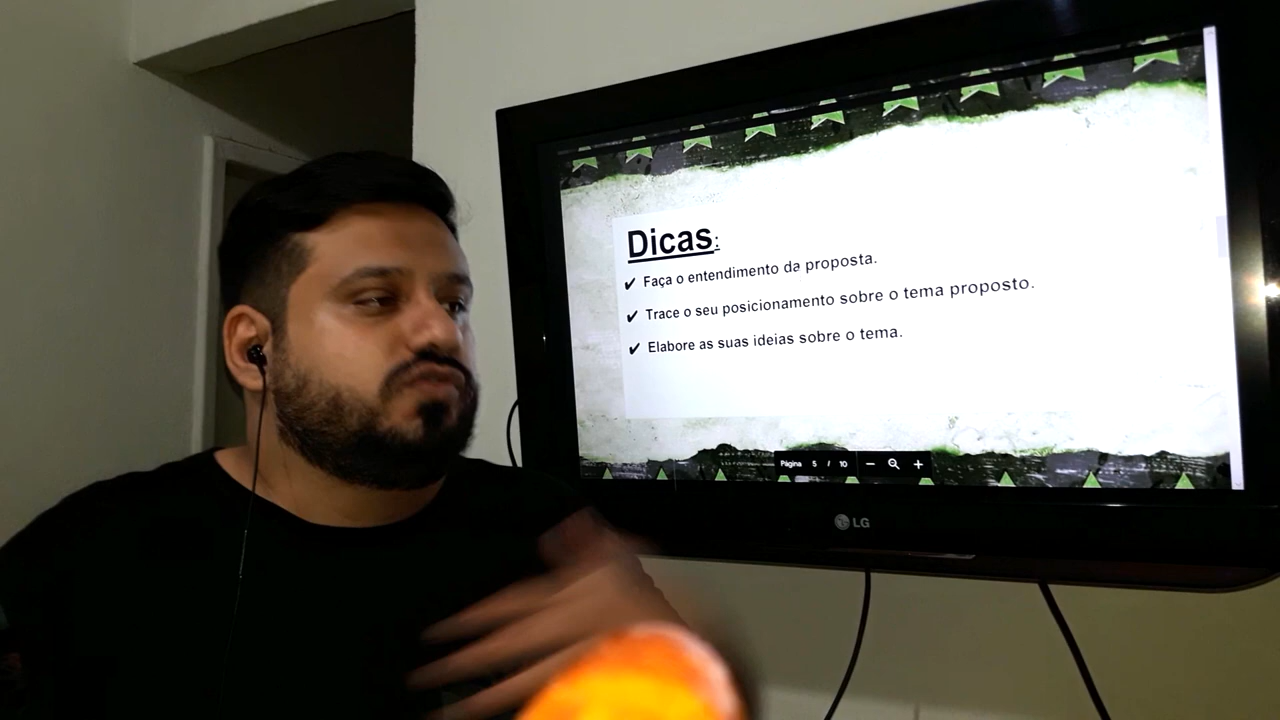 Dicas:
✔ Faça o entendimento da proposta.
✔ Trace o seu posicionamento sobre o tema proposto.
✔ Elabore as suas ideias sobre o tema.
Página 5 / 10
LG